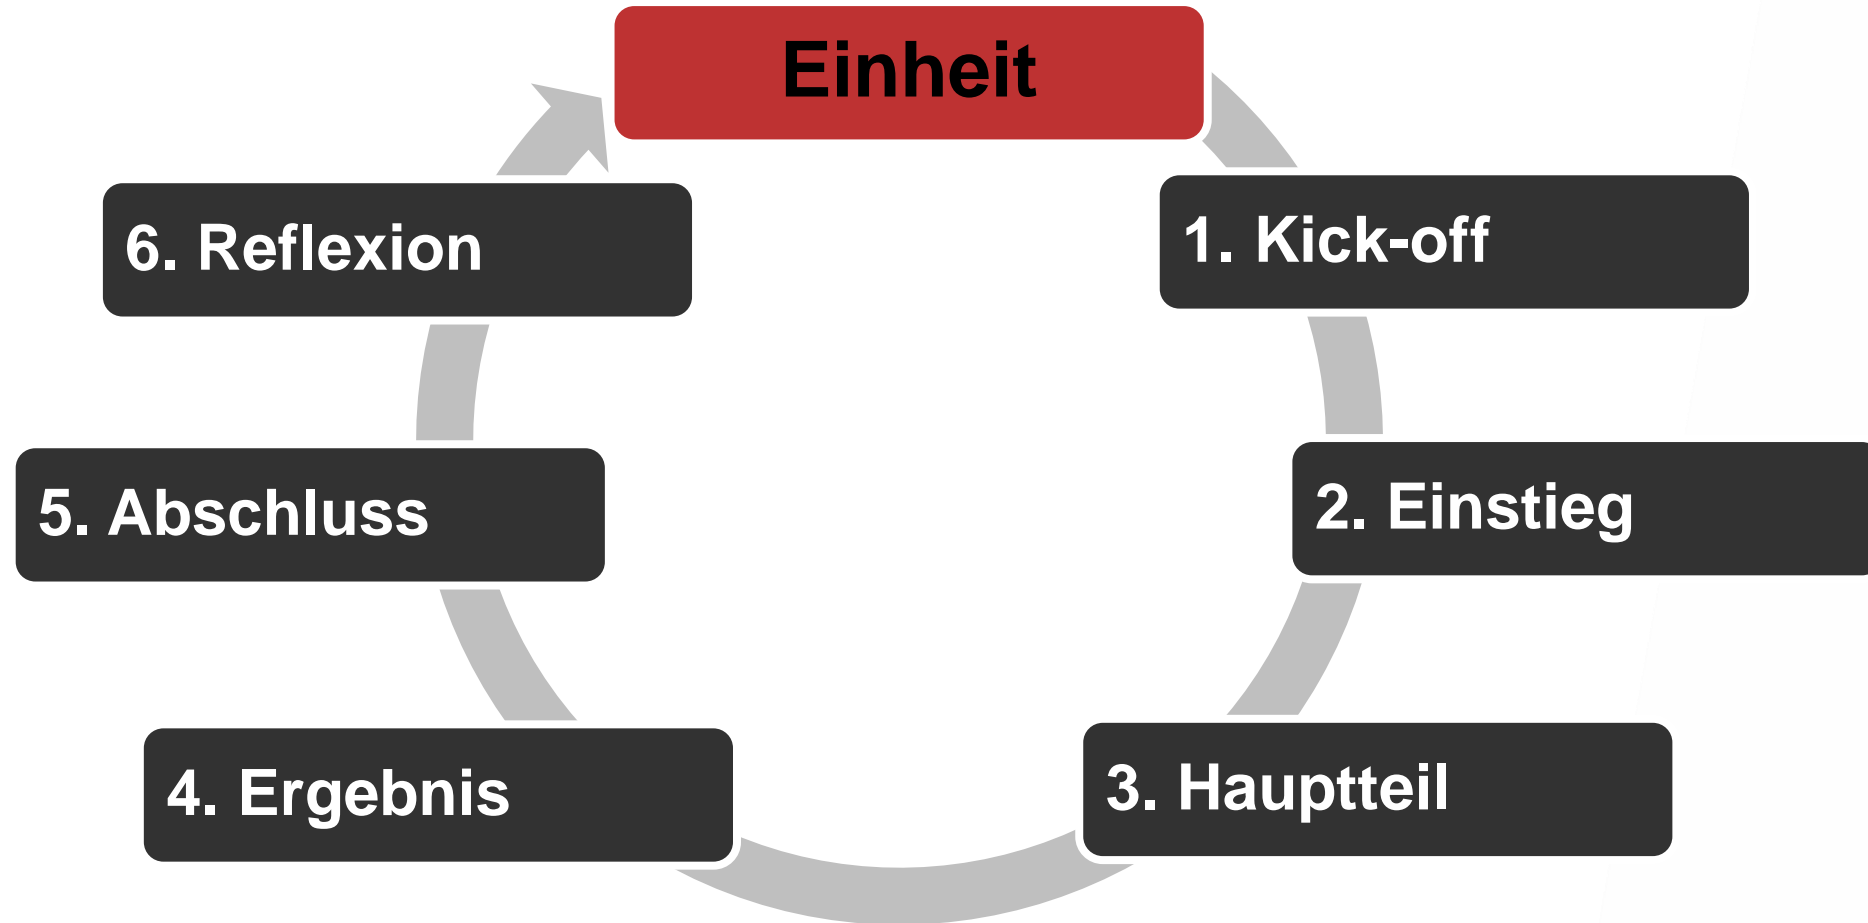 Einheit
1. Kick-off
2. Einstieg
3. Hauptteil
4. Ergebnis
5. Abschluss
6. Reflexion